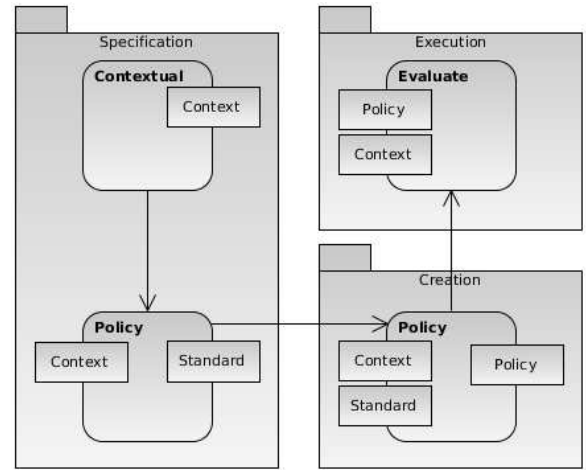 Specification
Contextual
Context
Policy
Context
Standard
Execution
Evaluate
Policy
Context
Creation
Policy
Context
Policy
Standard